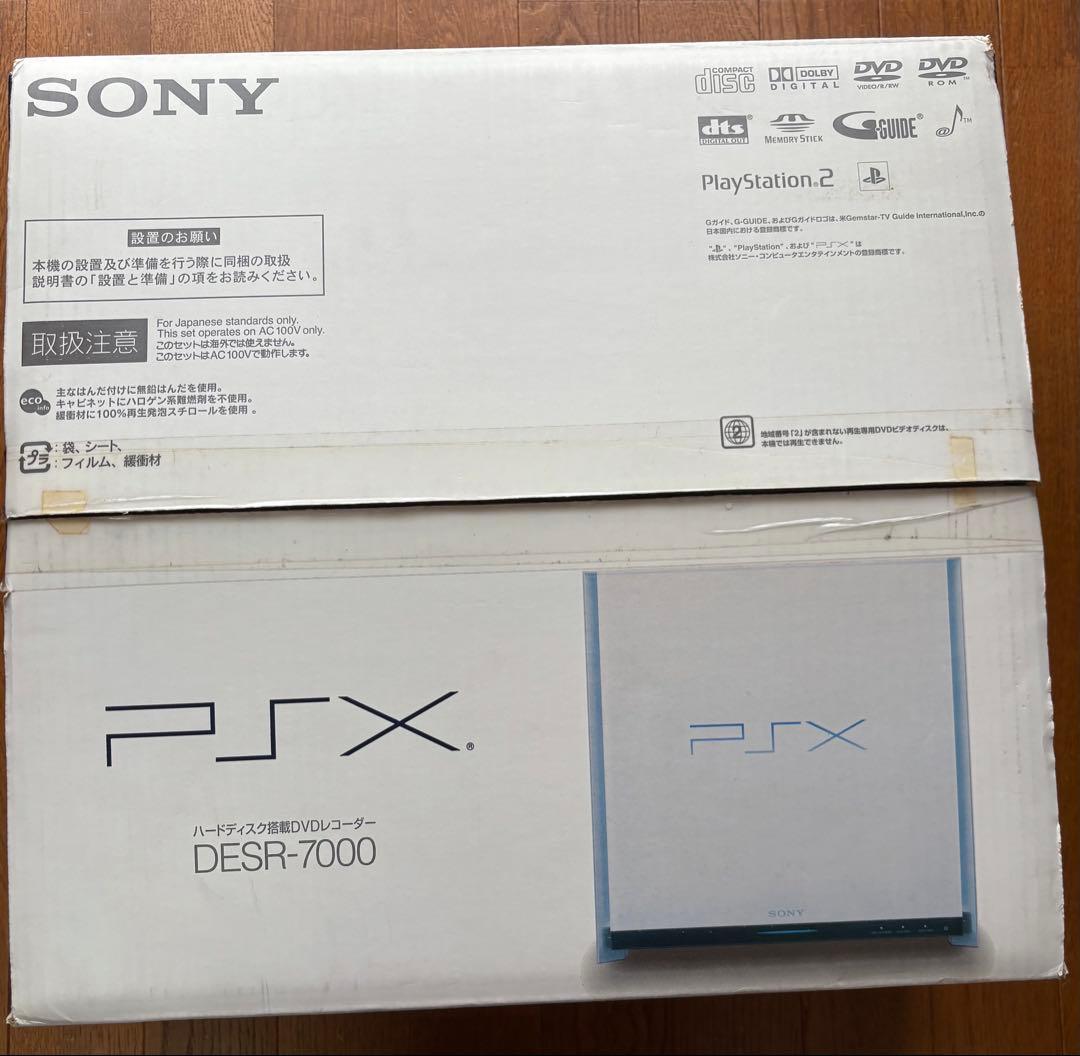 SONY
COMPACT disc
DOLBY DIGITAL
DVD VIDEO/R/RW
DVD ROM™
dts® DIGITAL OUT
MEMORY STICK
G-GUIDE®
@♪™
PlayStation®2
Gガイド、G-GUIDE、およびGガイドロゴは、米Gemstar-TV Guide International,Inc.の
日本国内における登録商標です。
" "、"PlayStation"、および"PSX"は
株式会社ソニー・コンピュータエンタテインメントの登録商標です。
設置のお願い
本機の設置及び準備を行う際に同梱の取扱
説明書の「設置と準備」の項をお読みください。
取扱注意
For Japanese standards only.
This set operates on AC100V only.
このセットは海外では使えません。
このセットはAC100Vで動作します。
eco info
主なはんだ付けに無鉛はんだを使用。
キャビネットにハロゲン系難燃剤を不使用。
緩衝材に100%再生発泡スチロールを使用。
プラ
:袋、シート、
:フィルム、緩衝材
2
地域番号「2」が含まれない再生専用DVDビデオディスクは、
本機では再生できません。
PSX®
ハードディスク搭載DVDレコーダー
DESR-7000
PSX
SONY